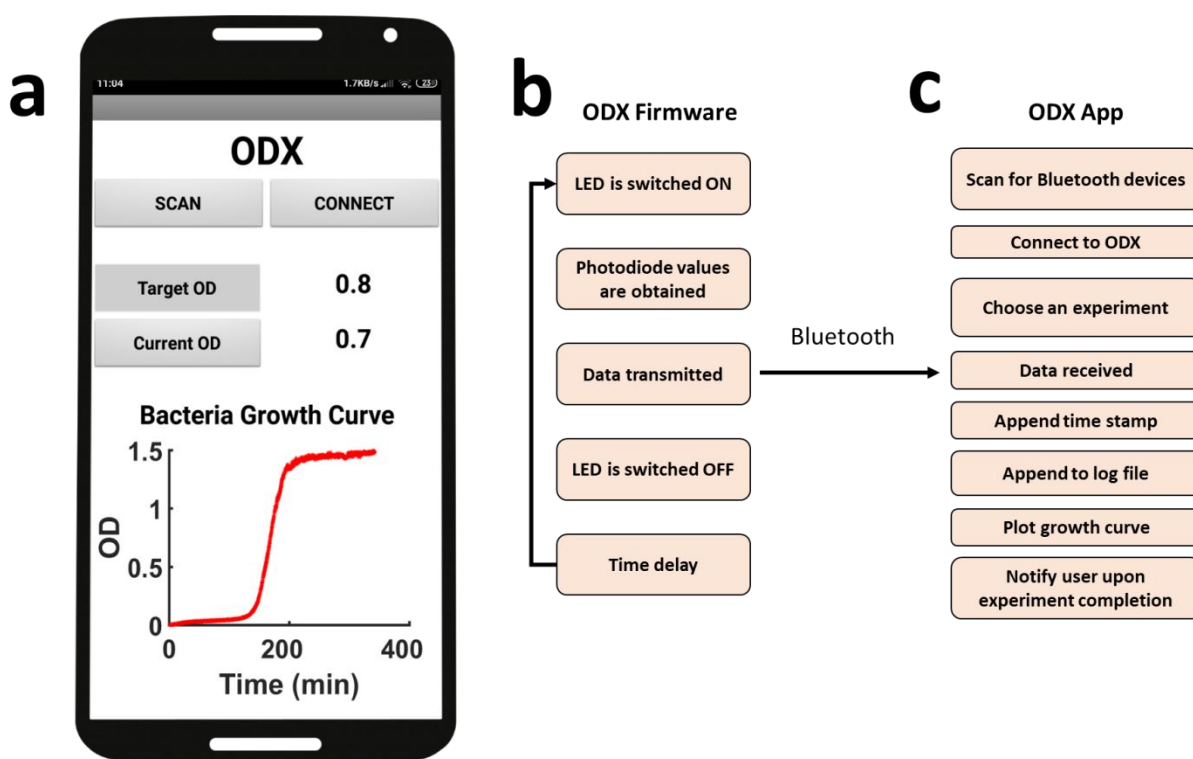 a
11:04 1.7KB/s 23
ODX
SCAN CONNECT
Target OD 0.8
Current OD 0.7
Bacteria Growth Curve
1.5
1
0.5
0
OD
0 200 400
Time (min)
b
ODX Firmware
LED is switched ON
Photodiode values
are obtained
Data transmitted
LED is switched OFF
Time delay
Bluetooth
c
ODX App
Scan for Bluetooth devices
Connect to ODX
Choose an experiment
Data received
Append time stamp
Append to log file
Plot growth curve
Notify user upon
experiment completion